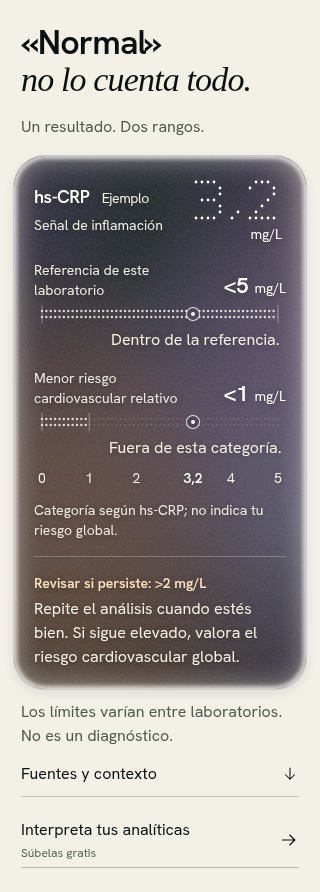 «Normal»
no lo cuenta todo.
Un resultado. Dos rangos.
hs-CRP Ejemplo 3,2
Señal de inflamación
mg/L
Referencia de este
laboratorio
<5 mg/L
Dentro de la referencia.
Menor riesgo
cardiovascular relativo
<1 mg/L
Fuera de esta categoría.
0 1 2 3,2 4 5
Categoría según hs-CRP; no indica tu
riesgo global.
Revisar si persiste: >2 mg/L
Repite el análisis cuando estés
bien. Si sigue elevado, valora el
riesgo cardiovascular global.
Los límites varían entre laboratorios.
No es un diagnóstico.
Fuentes y contexto ↓
Interpreta tus analíticas →
Súbelas gratis